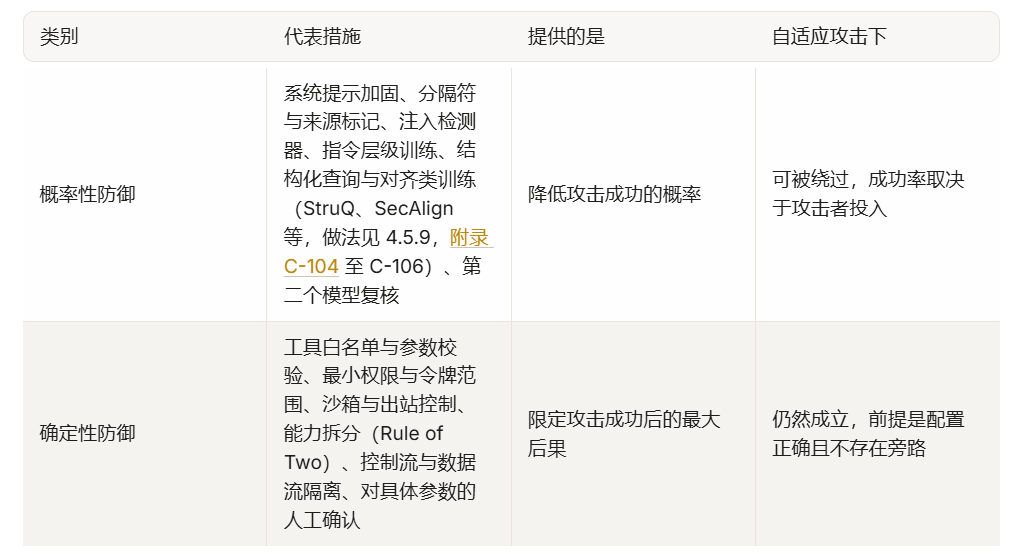 类别
代表措施
提供的是
自适应攻击下
概率性防御
系统提示加固、分隔符
与来源标记、注入检测
器、指令层级训练、结
构化查询与对齐类训练
（StruQ、SecAlign
等，做法见 4.5.9，附录
C-104 至 C-106）、第
二个模型复核
降低攻击成功的概率
可被绕过，成功率取决
于攻击者投入
确定性防御
工具白名单与参数校
验、最小权限与令牌范
围、沙箱与出站控制、
能力拆分（Rule of
Two）、控制流与数据
流隔离、对具体参数的
人工确认
限定攻击成功后的最大
后果
仍然成立，前提是配置
正确且不存在旁路